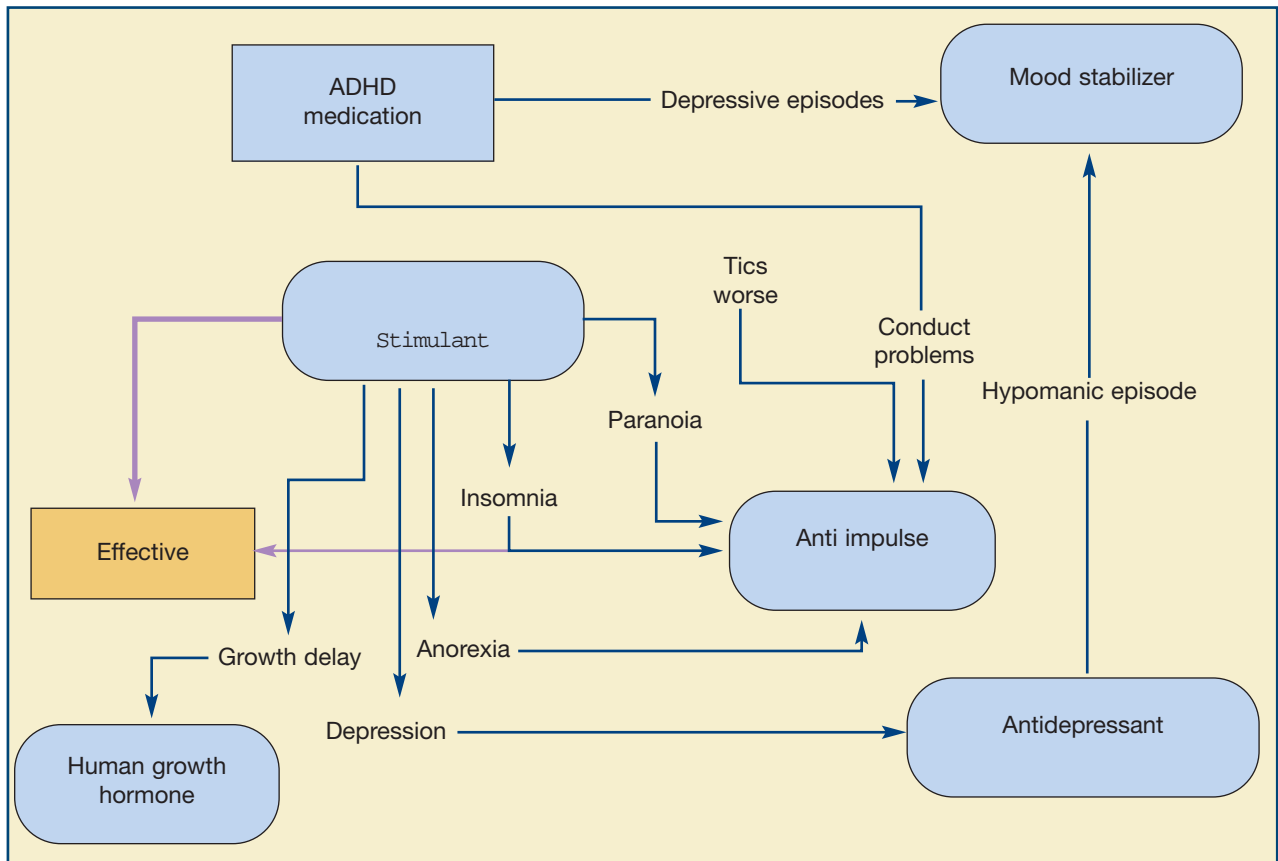 ADHD
medication
Depressive episodes
Mood stabilizer
Tics
worse
Stimulant
Conduct
problems
Hypomanic episode
Paranoia
Insomnia
Effective
Anti impulse
Growth delay
Anorexia
Depression
Antidepressant
Human growth
hormone